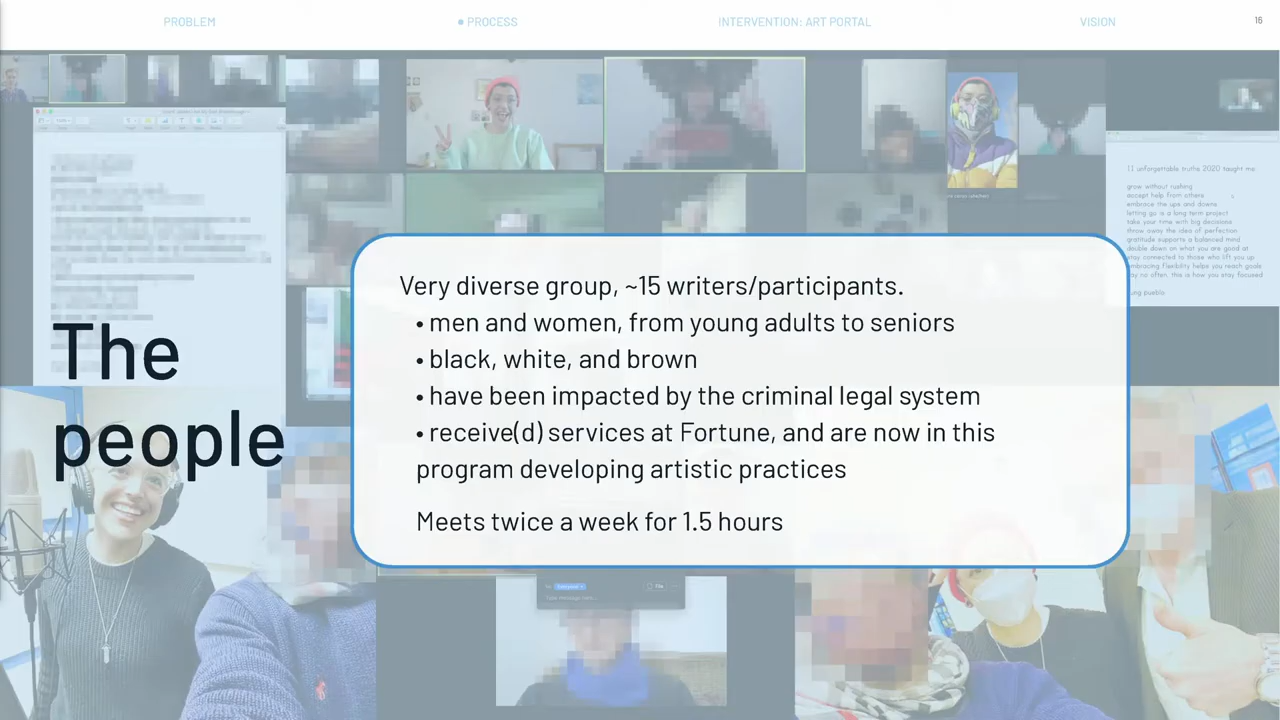 PROBLEM
• PROCESS
INTERVENTION: ART PORTAL
VISION
16
11 unforgettable truths 2020 taught me:
grow without rushing
accept help from others
embrace the ups and downs
letting go is a long term project
take your time with big decisions
throw away the idea of perfection
gratitude supports a balanced mind
double down on what you are good at
stay connected to those who lift you up
embracing flexibility helps you reach goals
say no often, this is how you stay focused
yung pueblo
The
people
Very diverse group, ~15 writers/participants.
• men and women, from young adults to seniors
• black, white, and brown
• have been impacted by the criminal legal system
• receive(d) services at Fortune, and are now in this
program developing artistic practices
Meets twice a week for 1.5 hours